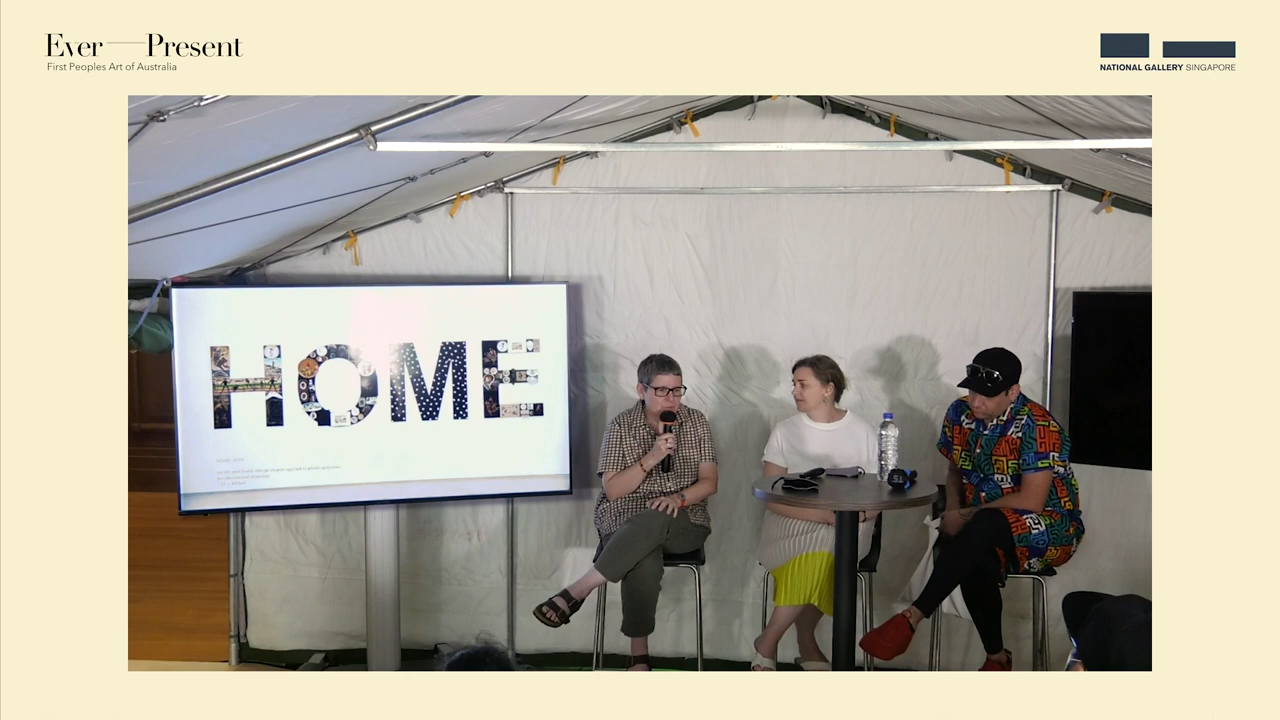 Ever — Present
First Peoples Art of Australia
NATIONAL GALLERY SINGAPORE
HOME